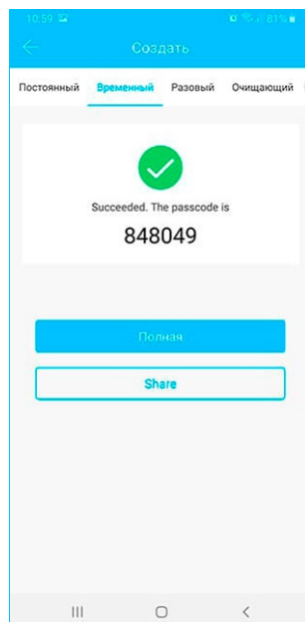 10:59 81%
Создать
Постоянный Временный Разовый Очищающий
Succeeded. The passcode is
848049
Полная
Share